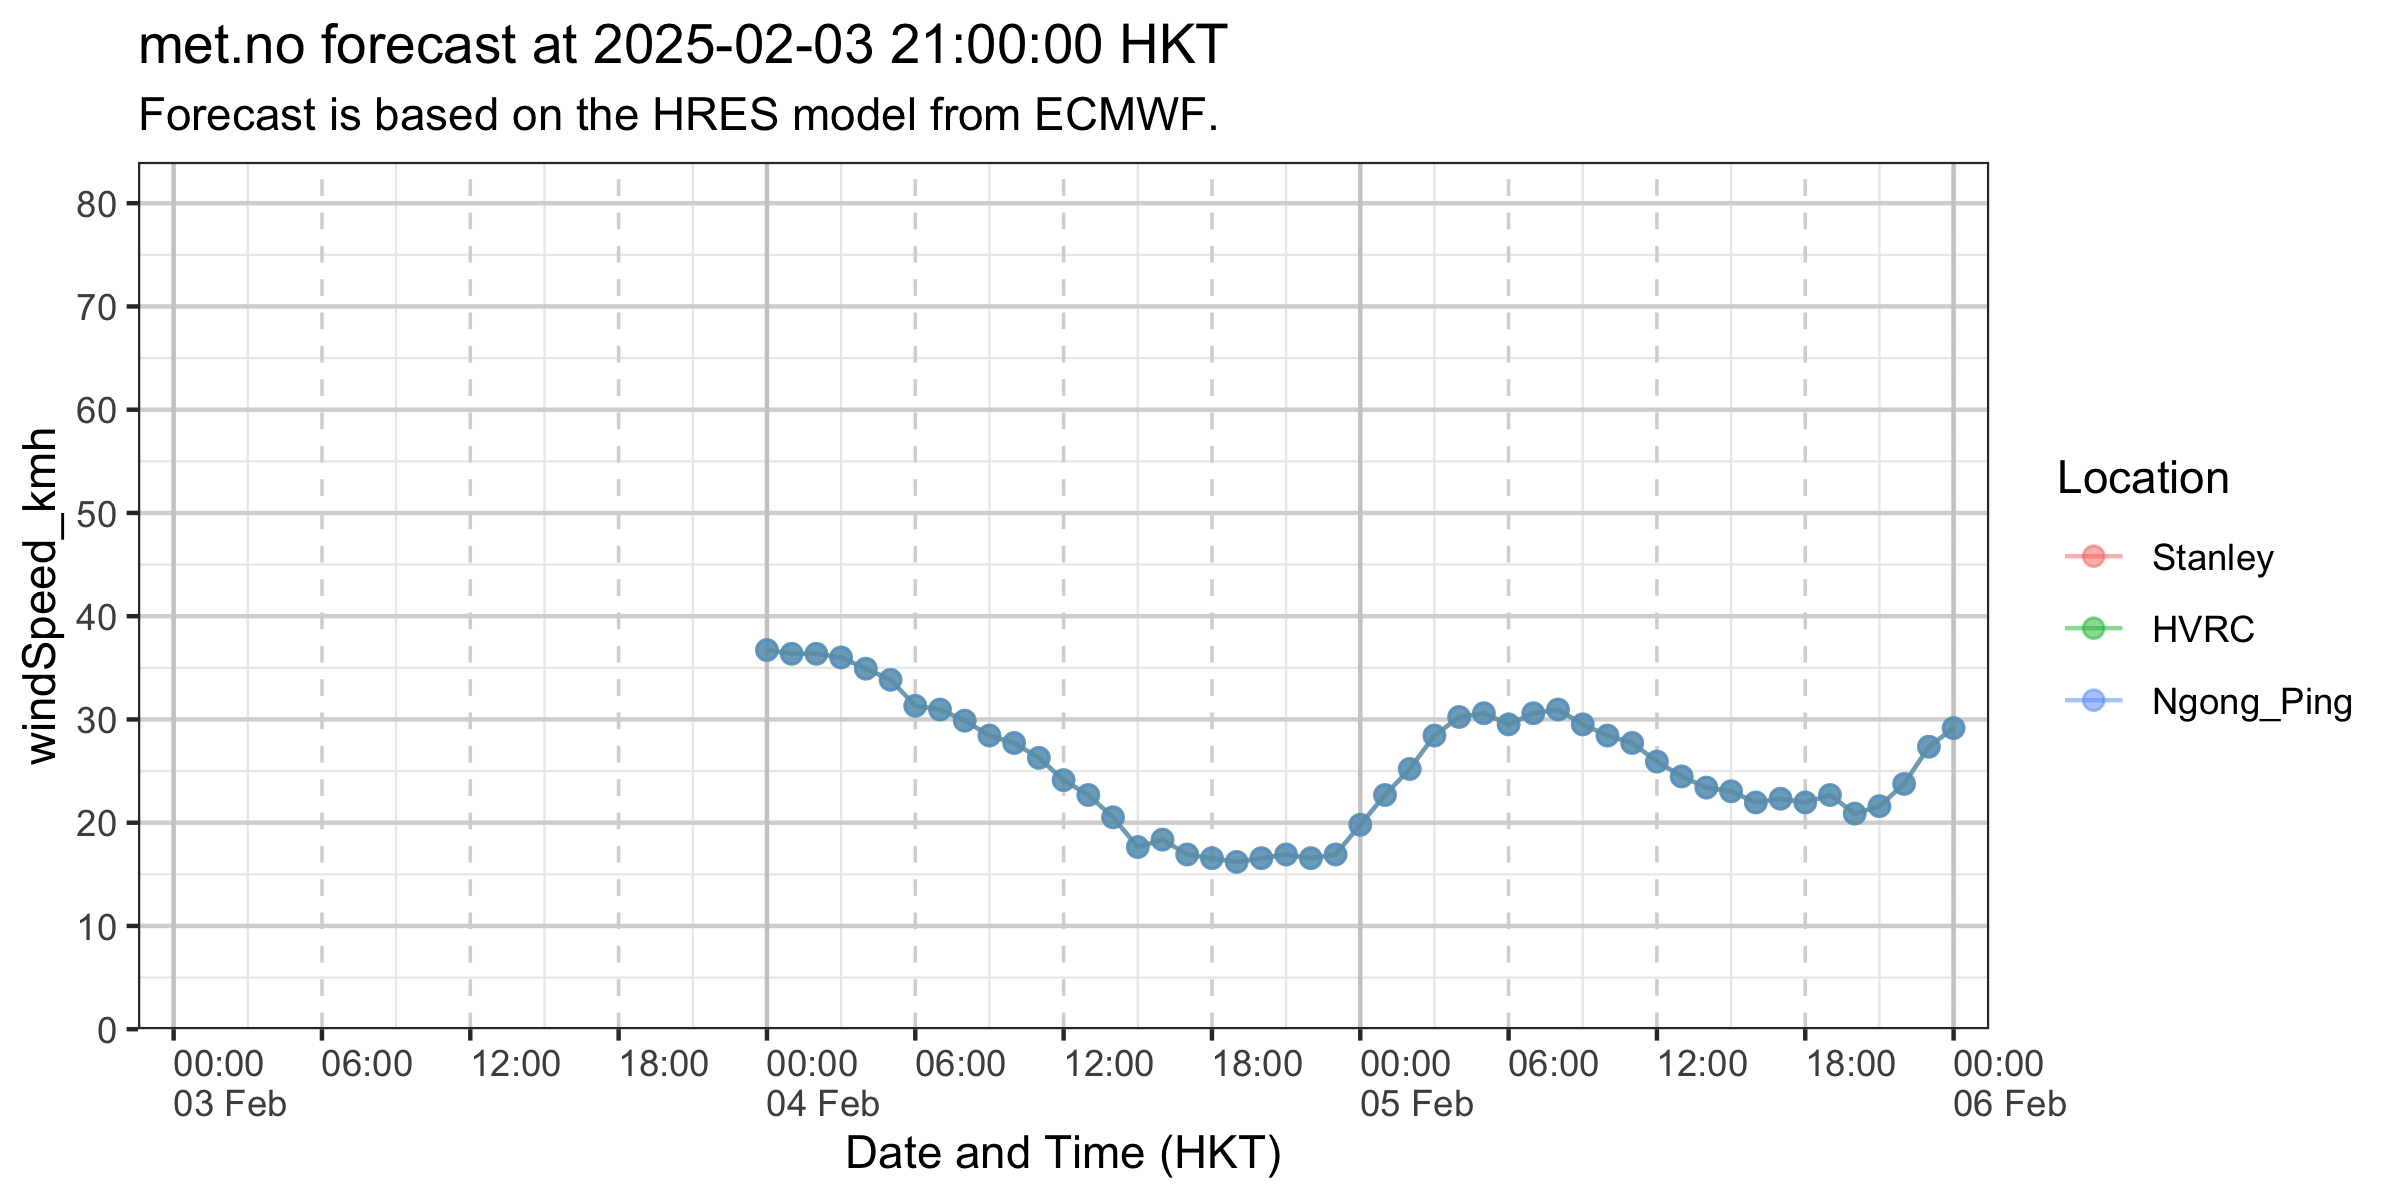 met.no forecast at 2025-02-03 21:00:00 HKT
Forecast is based on the HRES model from ECMWF.
windSpeed_kmh
80
70
60
50
40
30
20
10
0
00:00 06:00 12:00 18:00 00:00 06:00 12:00 18:00 00:00 06:00 12:00 18:00 00:00
03 Feb 04 Feb 05 Feb 06 Feb
Date and Time (HKT)
Location
Stanley
HVRC
Ngong_Ping